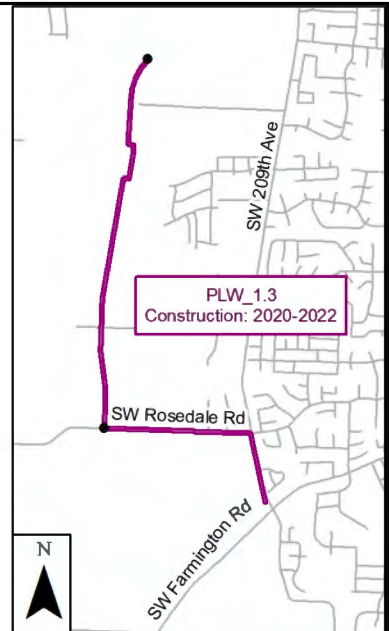 SW 209th Ave
PLW_1.3
Construction: 2020-2022
SW Rosedale Rd
SW Farmington Rd
N